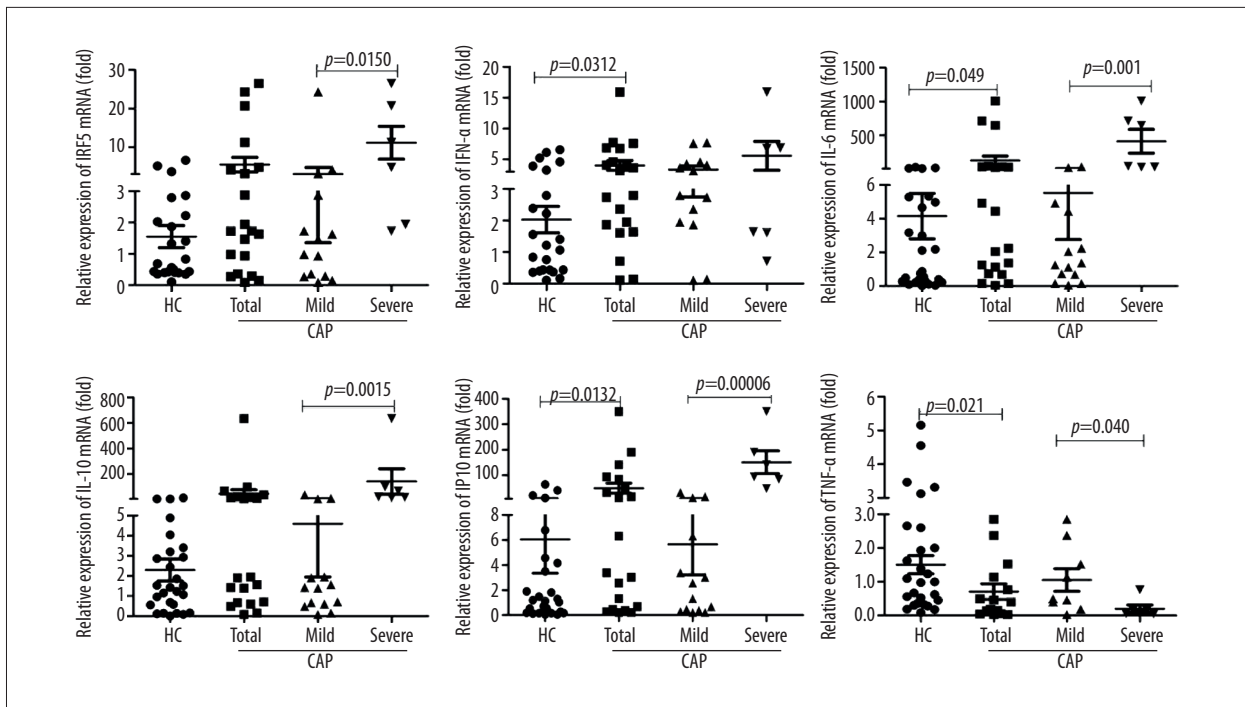 Relative expression of IRF5 mRNA (fold)
30
20
10
3
2
1
0
p=0.0150
HC Total Mild Severe
CAP
Relative expression of IFN-α mRNA (fold)
20
15
10
5
3
2
1
0
p=0.0312
HC Total Mild Severe
CAP
Relative expression of IL-6 mRNA (fold)
1500
1000
500
6
4
2
0
p=0.049
p=0.001
HC Total Mild Severe
CAP
Relative expression of IL-10 mRNA (fold)
800
600
400
200
5
4
3
2
1
0
p=0.0015
HC Total Mild Severe
CAP
Relative expression of IP10 mRNA (fold)
400
300
200
100
8
6
4
2
0
p=0.0132
p=0.00006
HC Total Mild Severe
CAP
Relative expression of TNF-α mRNA (fold)
6
5
4
3
2
0
1.0
1.0
0
p=0.021
p=0.040
HC Total Mild Severe
CAP